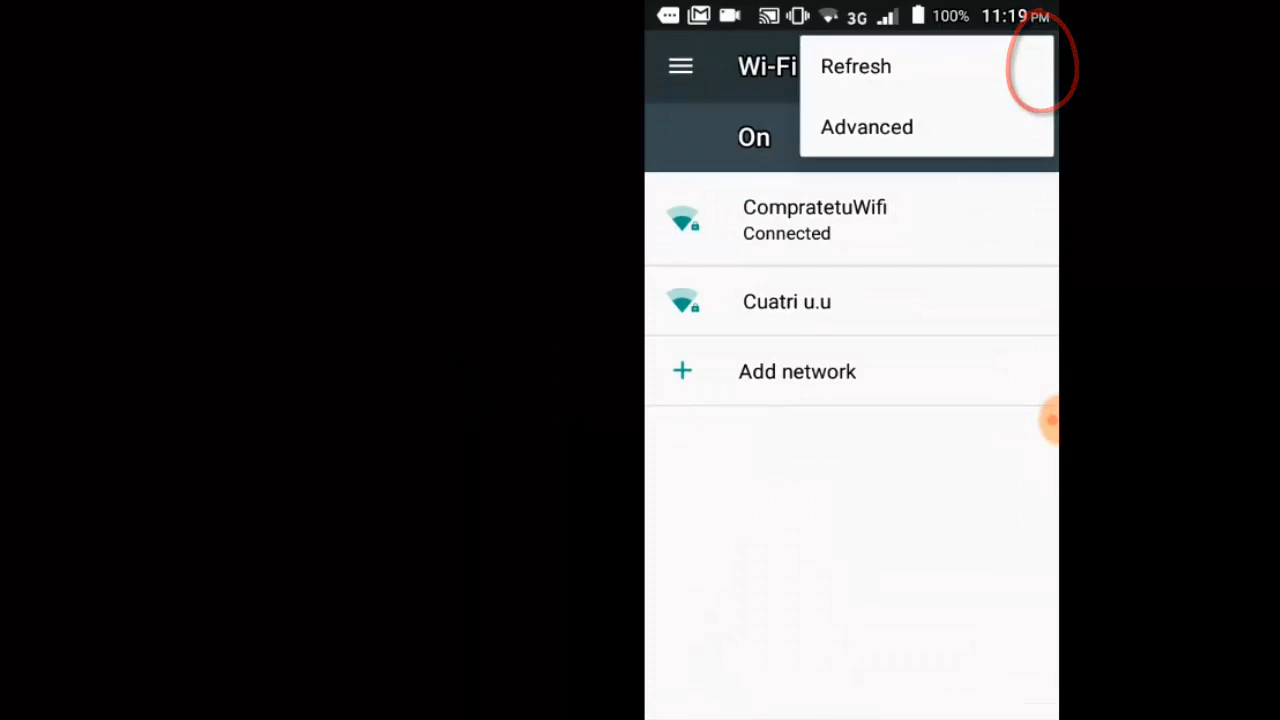 3G 100% 11:19 PM
Wi-Fi
Refresh
Advanced
On
CompratetuWifi
Connected
Cuatri u.u
Add network